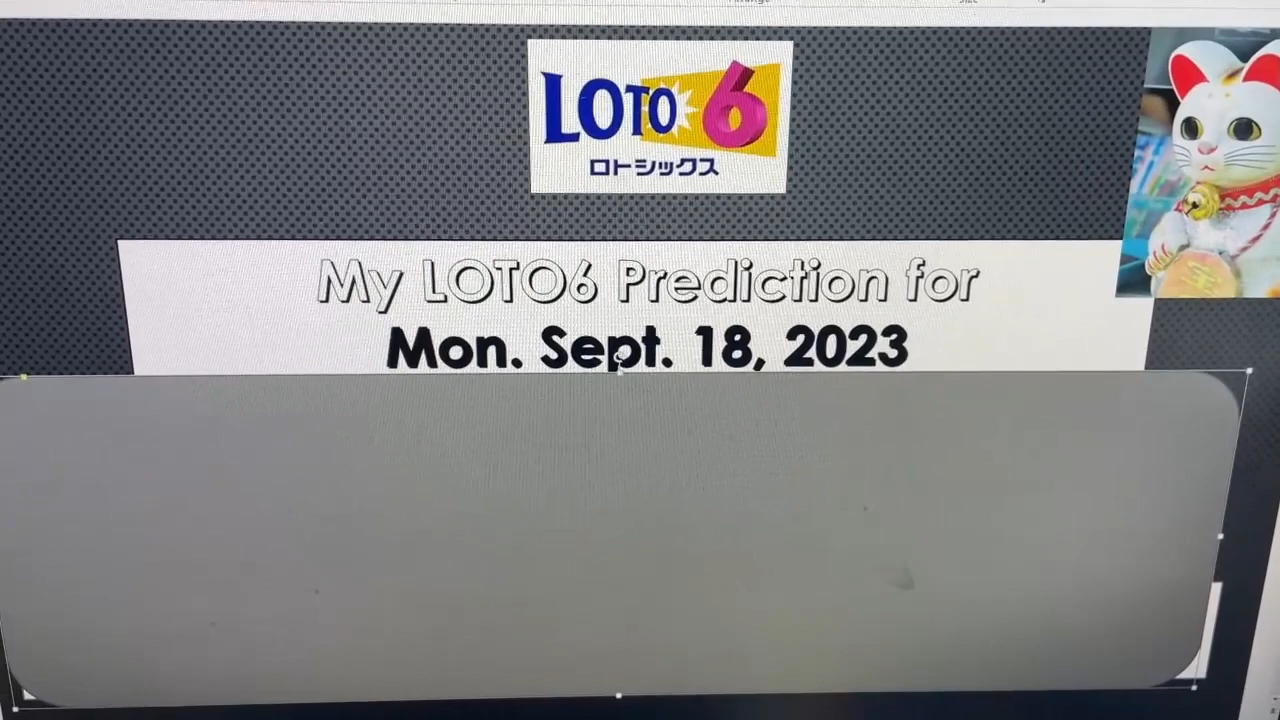 LOTO 6
ロトシックス
My LOTO6 Prediction for
Mon. Sept. 18, 2023